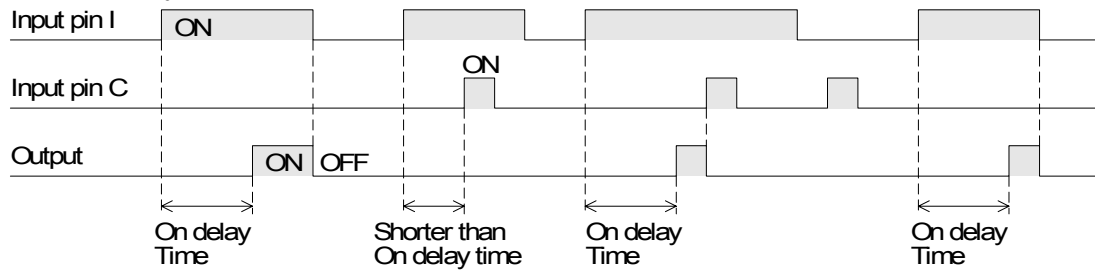 Input pin I
ON
ON
Input pin C
Output
ON
OFF
On delay
Time
Shorter than
On delay time
On delay
Time
On delay
Time